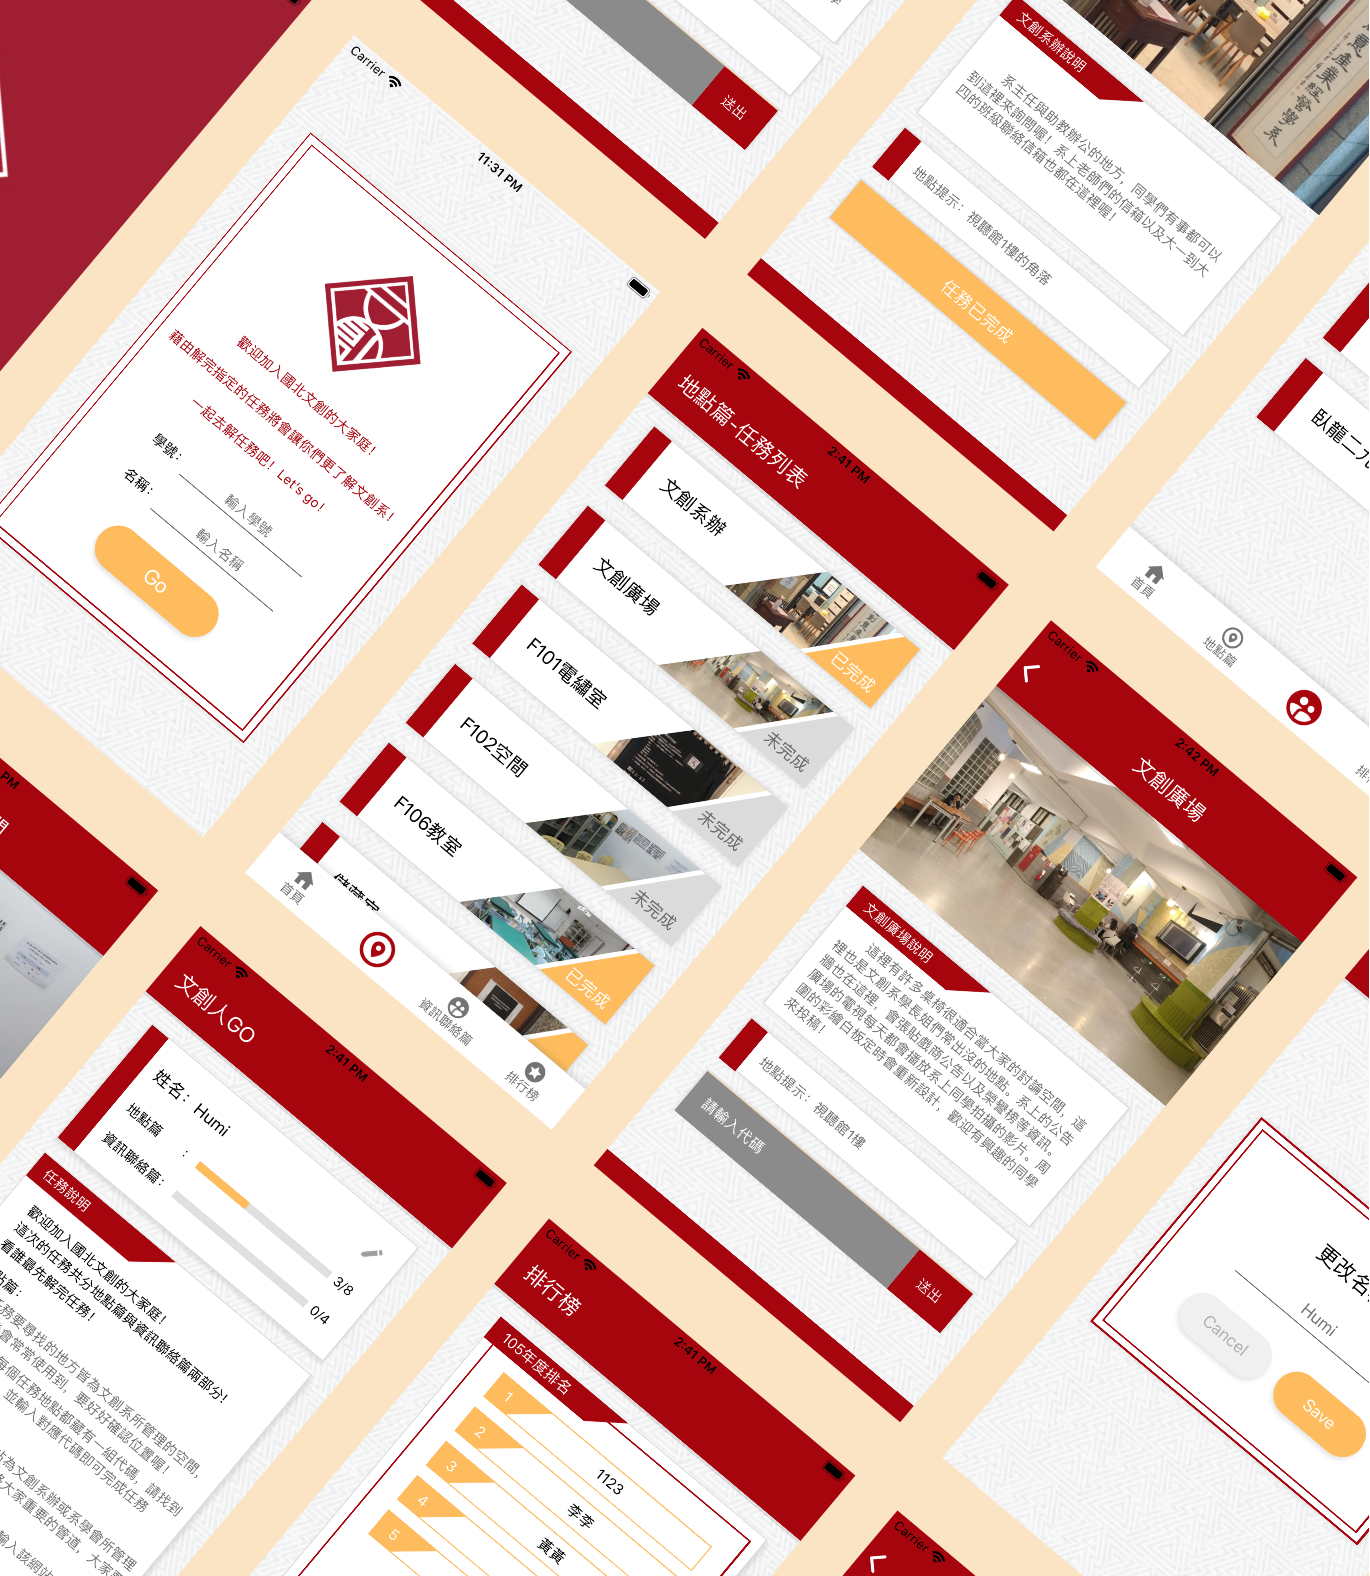 Carrier
11:31 PM
歡迎加入國北文創的大家庭！
藉由解完指定的任務將會讓你們更了解文創系！
一起去解任務吧！Let's go！
學號：
輸入學號
名稱：
輸入名稱
Go
送出
文創系辦說明
系主任與助教辦公的地方，同學們有事都可以
到這裡來詢問喔！系上老師們的信箱以及大一到大
四的班級聯絡信箱也都在這裡喔！
地點提示：視聽館1樓的角落
任務已完成
意產業經營學系
Carrier
2:41 PM
地點篇-任務列表
文創系辦
已完成
文創廣場
未完成
F101電繡室
未完成
F102空間
未完成
F106教室
已完成
首頁
資訊聯絡篇
排行榜
首頁
地點篇
Carrier
2:42 PM
文創廣場
文創廣場說明
這裡有許多桌椅很適合當大家的討論空間，這
裡也是文創系學長姐們常出沒的地點。系上的公告
牆也在這裡，會張貼戲商公告以及榮譽榜等資訊。
廣場的電視每天都會播放系上同學拍攝的影片。周
圍的彩繪白板定時會重新設計，歡迎有興趣的同學
來投稿！
地點提示：視聽館1樓
請輸入代碼
送出
PM
Carrier
2:41 PM
文創人GO
姓名：Humi
地點篇：
3/8
資訊聯絡篇：
0/4
任務說明
歡迎加入國北文創的大家庭！
這次的任務共分地點篇與資訊聯絡篇兩部分！
看誰最先解完任務！
點篇：
務要尋找的地方皆為文創系所管理的空間，
會常常使用到，要好好確認位置喔！
每個任務地點都藏有一組代碼，請找到
並輸入對應代碼即可完成任務
為文創系辦或系學會所管理
大家重要的管道，大家
輸入該網站
Carrier
2:41 PM
排行榜
105年度排名
1
1123
2
李李
3
黃黃
4
5
更改名
Humi
Cancel
Save
Carrier